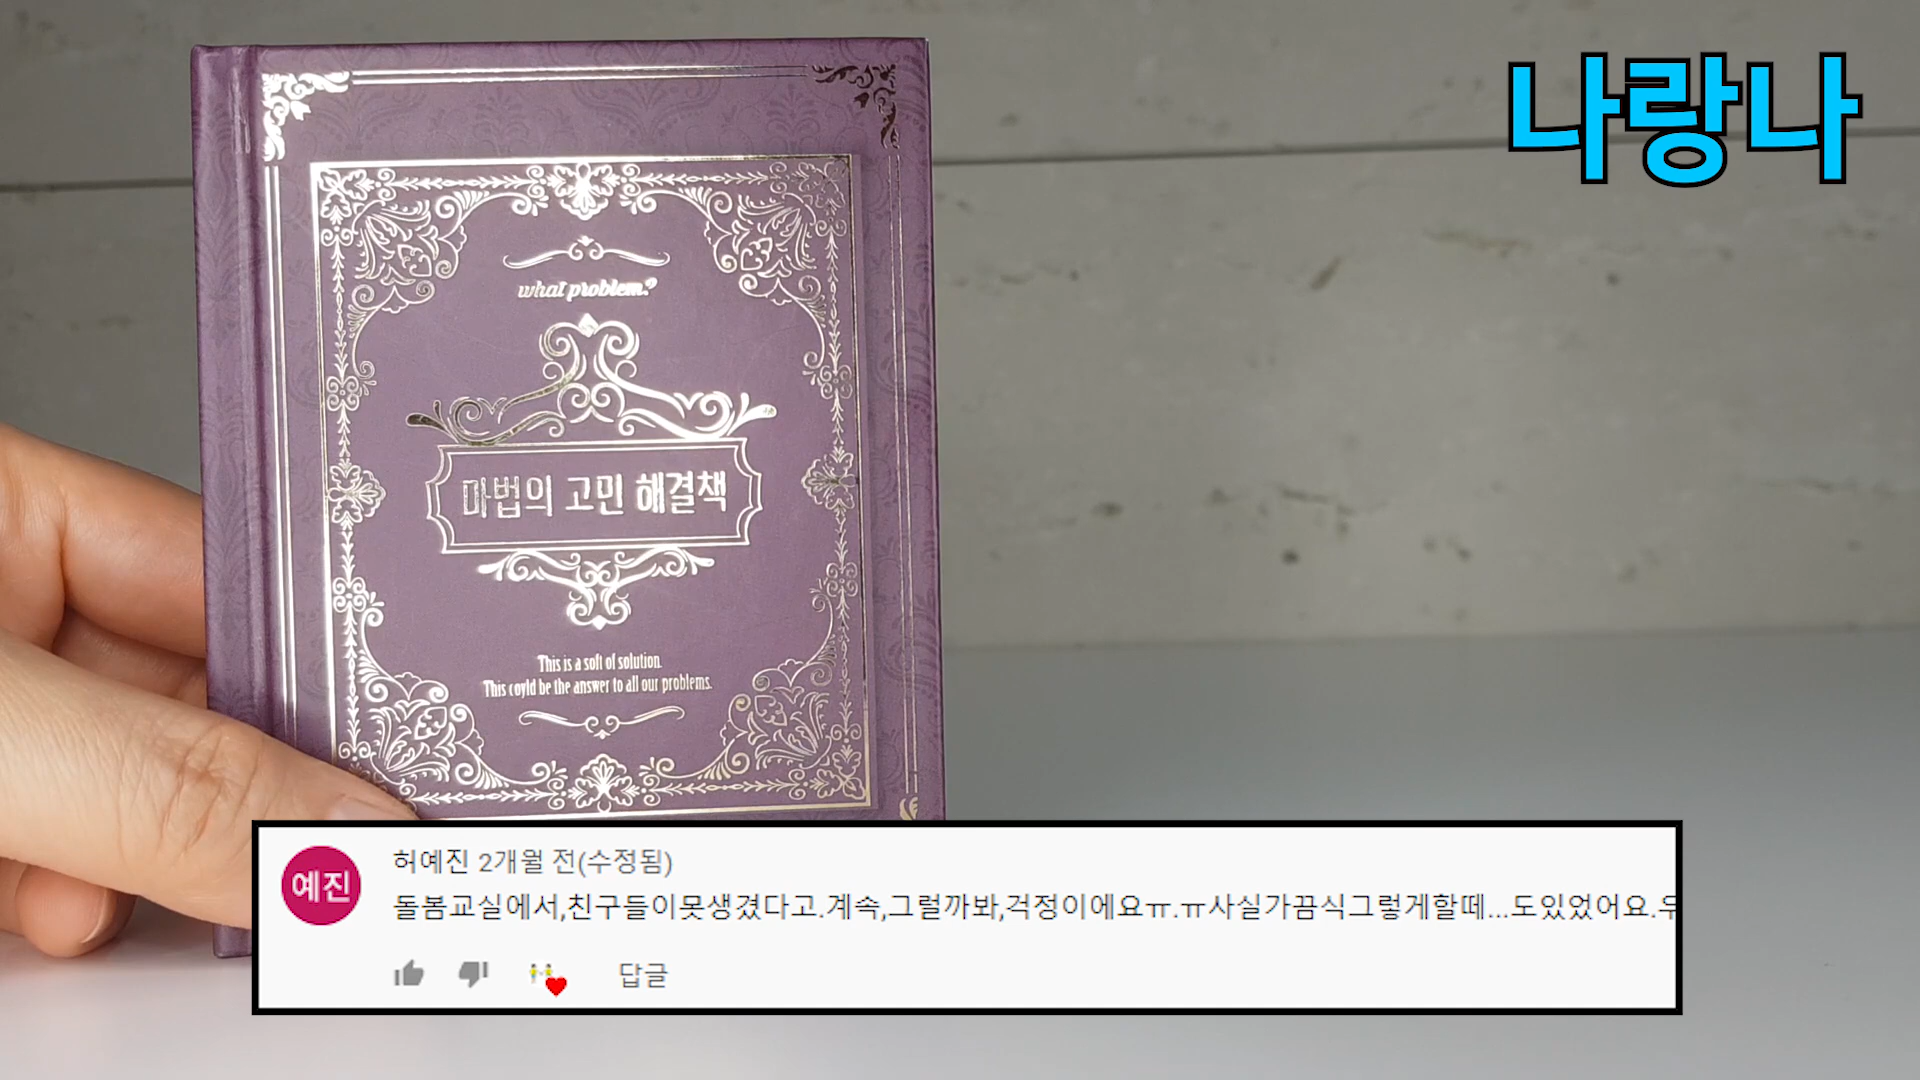 나랑나
what problem?
마법의 고민 해결책
This is a soft of solution.
This coyld be the answer to all our problems.
예진
허예진 2개월 전(수정됨)
돌봄교실에서,친구들이못생겼다고.계속,그럴까봐,걱정이에요ㅠ.ㅠ사실가끔식그렇게할떼...도있었어요.우
답글